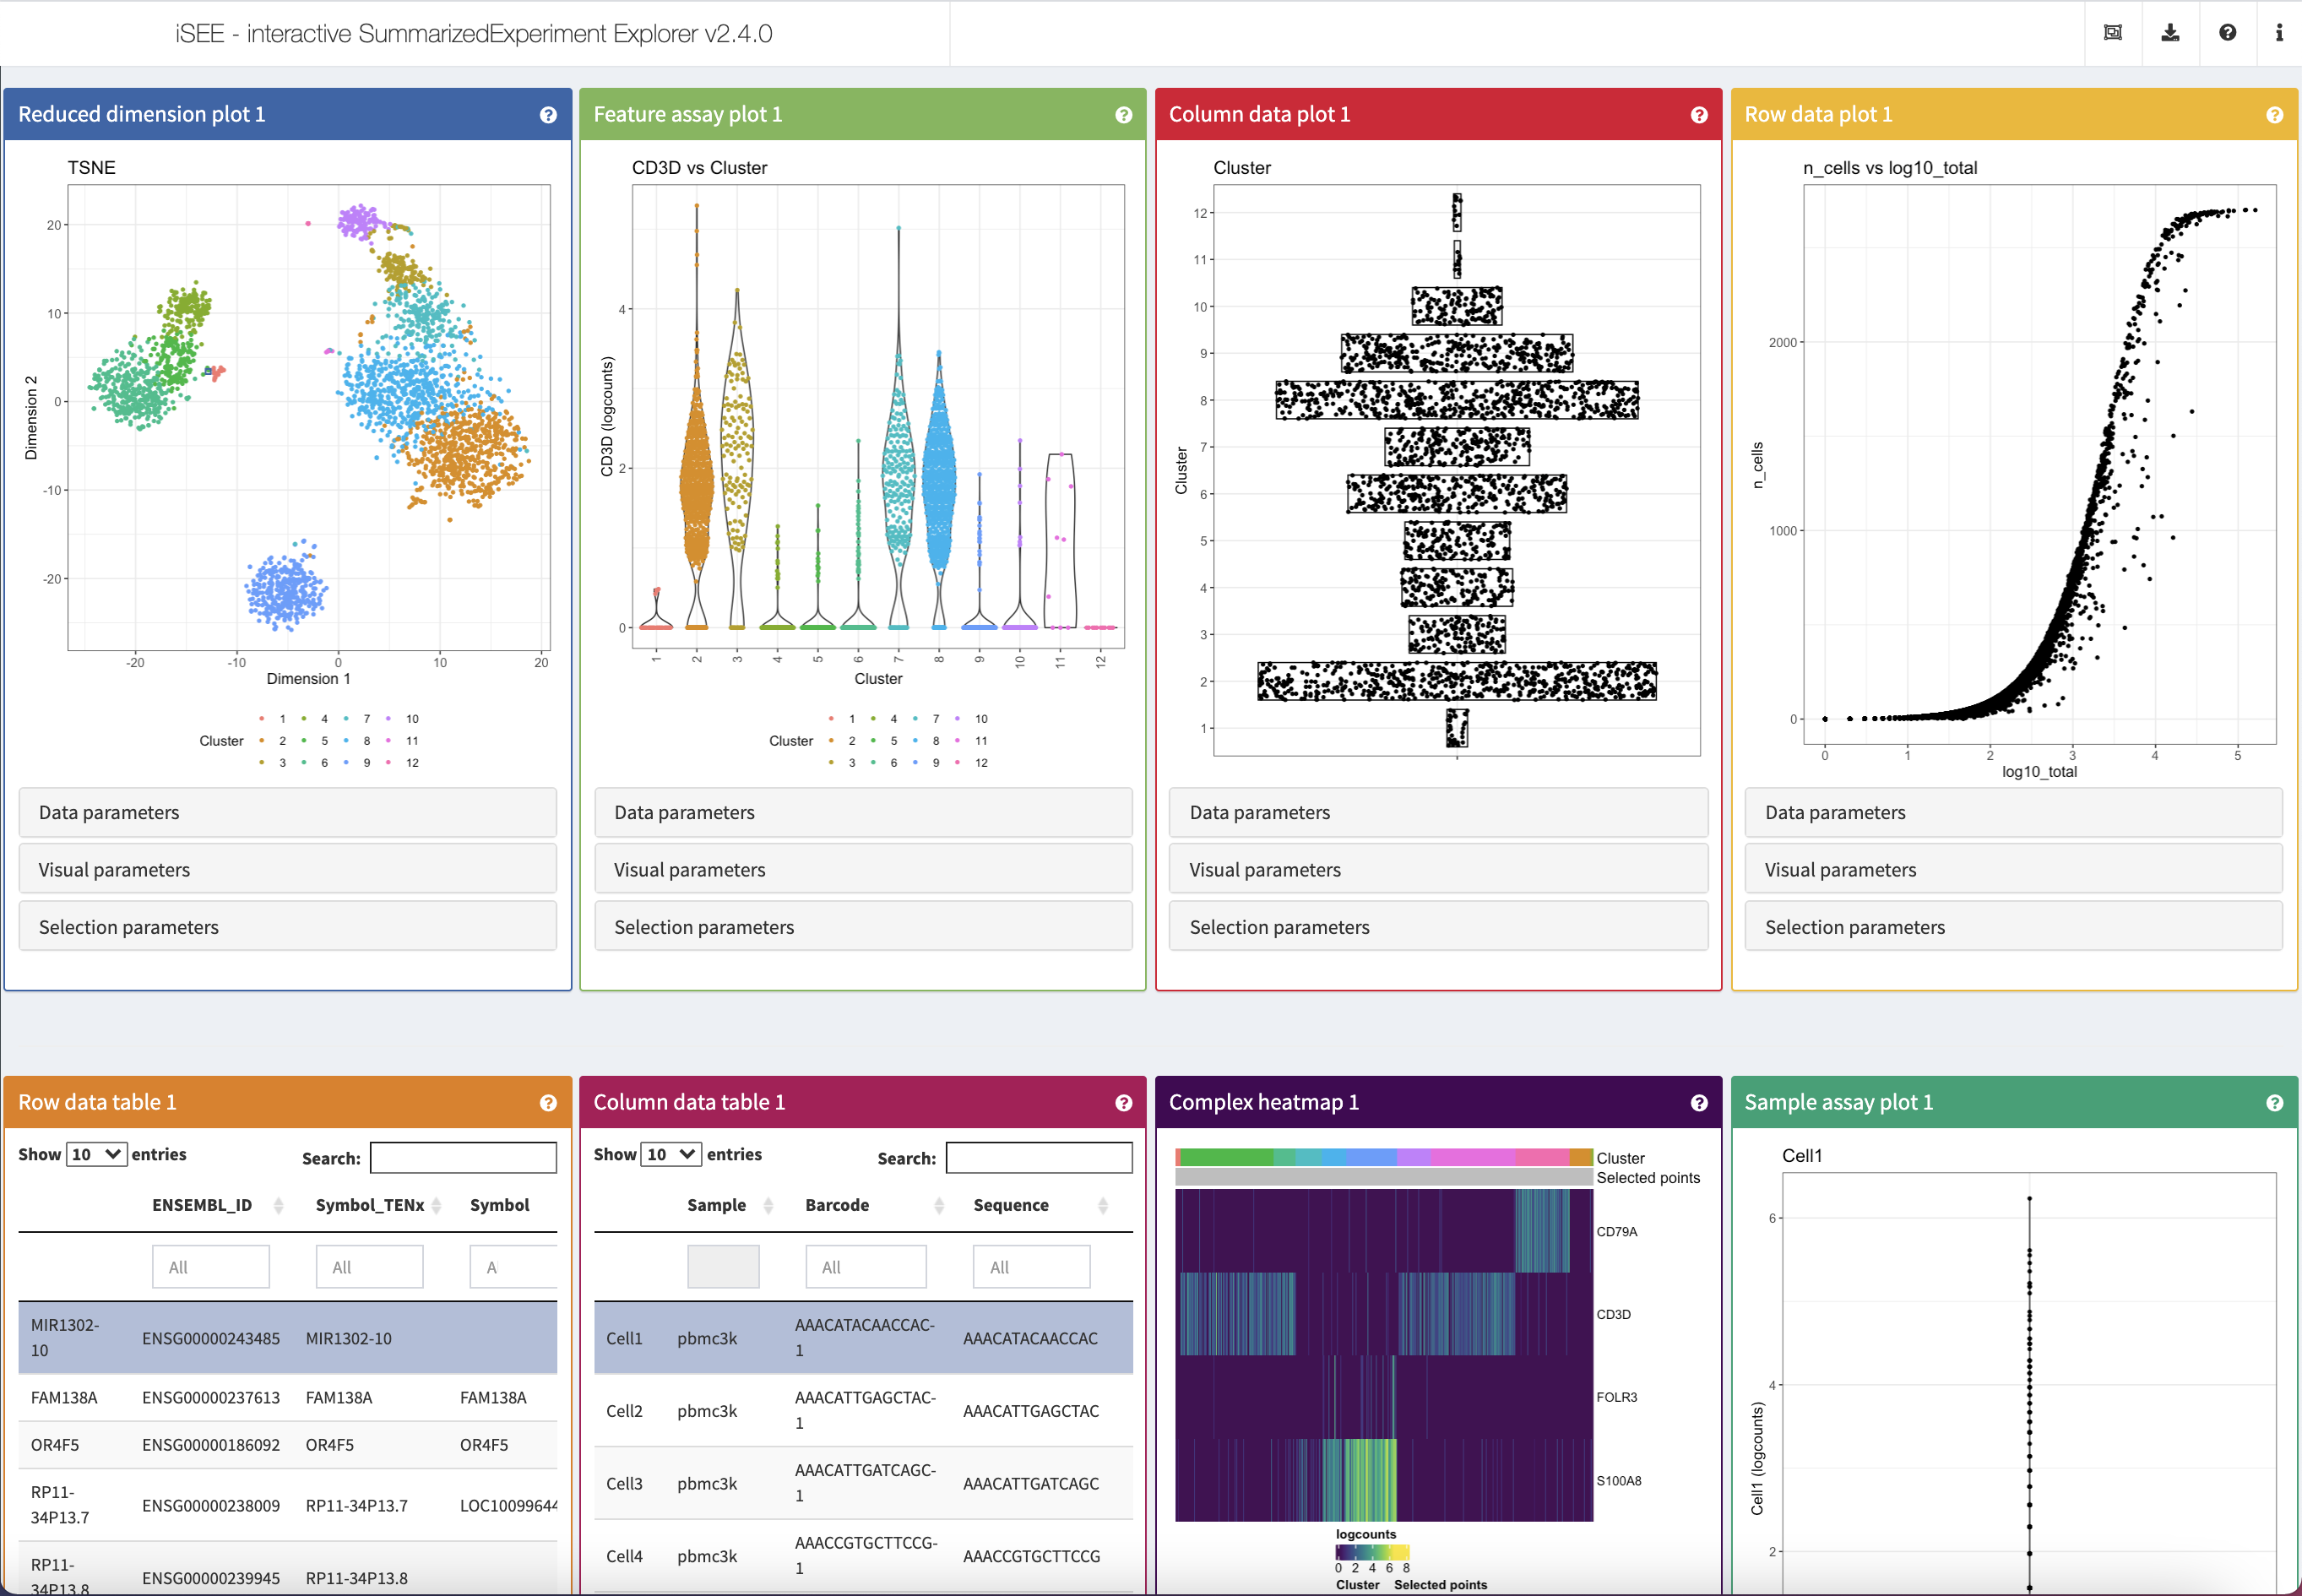 iSEE - interactive SummarizedExperiment Explorer v2.4.0
Reduced dimension plot 1
TSNE
Dimension 2
20
10
0
-10
-20
-20 -10 0 10 20
Dimension 1
Cluster
1 4 7 10
2 5 8 11
3 6 9 12
Data parameters
Visual parameters
Selection parameters
Feature assay plot 1
CD3D vs Cluster
CD3D (logcounts)
4
2
0
1 2 3 4 5 6 7 8 9 10 11 12
Cluster
Cluster
1 4 7 10
2 5 8 11
3 6 9 12
Data parameters
Visual parameters
Selection parameters
Column data plot 1
Cluster
Cluster
12
11
10
9
8
7
6
5
4
3
2
1
Data parameters
Visual parameters
Selection parameters
Row data plot 1
n_cells vs log10_total
n_cells
2000
1000
0
0 1 2 3 4 5
log10_total
Data parameters
Visual parameters
Selection parameters
Row data table 1
Show 10 entries
Search:
ENSEMBL_ID Symbol_TENx Symbol
All All A
MIR1302-
10 ENSG00000243485 MIR1302-10
FAM138A ENSG00000237613 FAM138A FAM138A
OR4F5 ENSG00000186092 OR4F5 OR4F5
RP11-
34P13.7 ENSG00000238009 RP11-34P13.7 LOC10099644
RP11-
34P13.8 ENSG00000239945 RP11-34P13.8
Column data table 1
Show 10 entries
Search:
Sample Barcode Sequence
All All
Cell1 pbmc3k AAACATACAACCAC-
1 AAACATACAACCAC
Cell2 pbmc3k AAACATTGAGCTAC-
1 AAACATTGAGCTAC
Cell3 pbmc3k AAACATTGATCAGC-
1 AAACATTGATCAGC
Cell4 pbmc3k AAACCGTGCTTCCG-
1 AAACCGTGCTTCCG
Complex heatmap 1
Cluster
Selected points
CD79A
CD3D
FOLR3
S100A8
logcounts
0 2 4 6 8
Cluster Selected points
Sample assay plot 1
Cell1
Cell1 (logcounts)
6
4
2